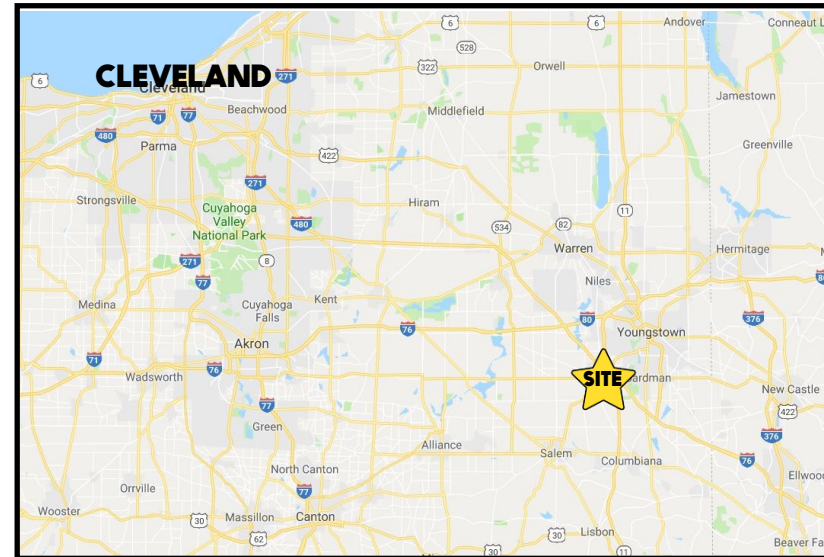 6
6
Andover
Conneaut L
528
CLEVELAND
271
322
Orwell
6
Cleveland
Jamestown
Beachwood
Middlefield
71
77
480
Parma
422
Greenville
271
Strongsville
Cuyahoga
Valley
National Park
Hiram
11
480
534
82
Warren
Hermitage
271
8
77
Niles
80
Medina
Cuyahoga
Falls
Kent
80
376
76
Youngstown
Akron
71
76
Wadsworth
SITE
ardman
New Castle
77
422
Green
376
Alliance
Salem
Columbiana
76
North Canton
Ellwoo
Orrville
77
Wooster
30
Massillon
Canton
62
30
Lisbon
30
11
Beaver Fa